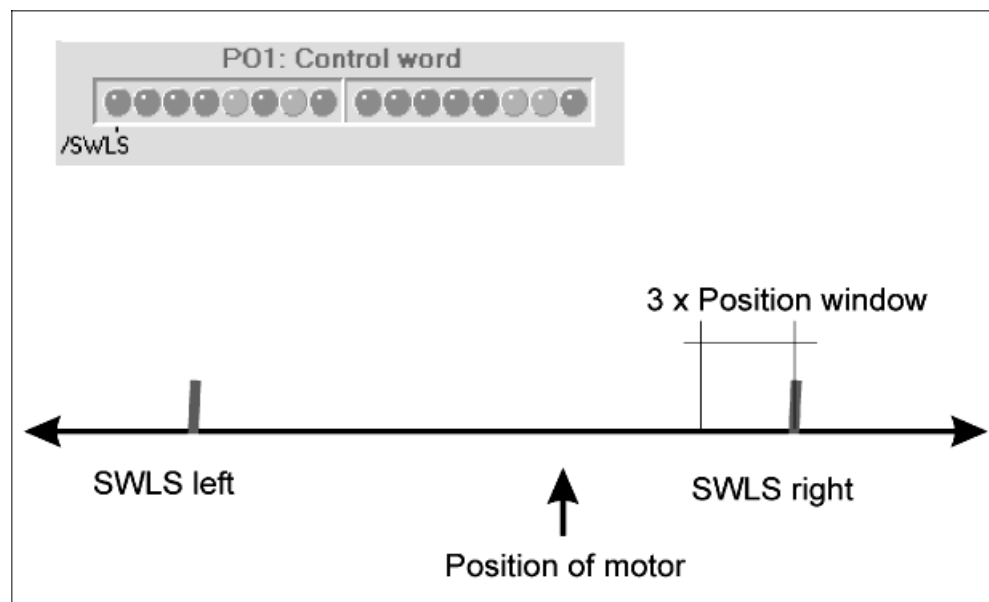 PO1: Control word
/SWLS
3 x Position window
SWLS left
SWLS right
Position of motor